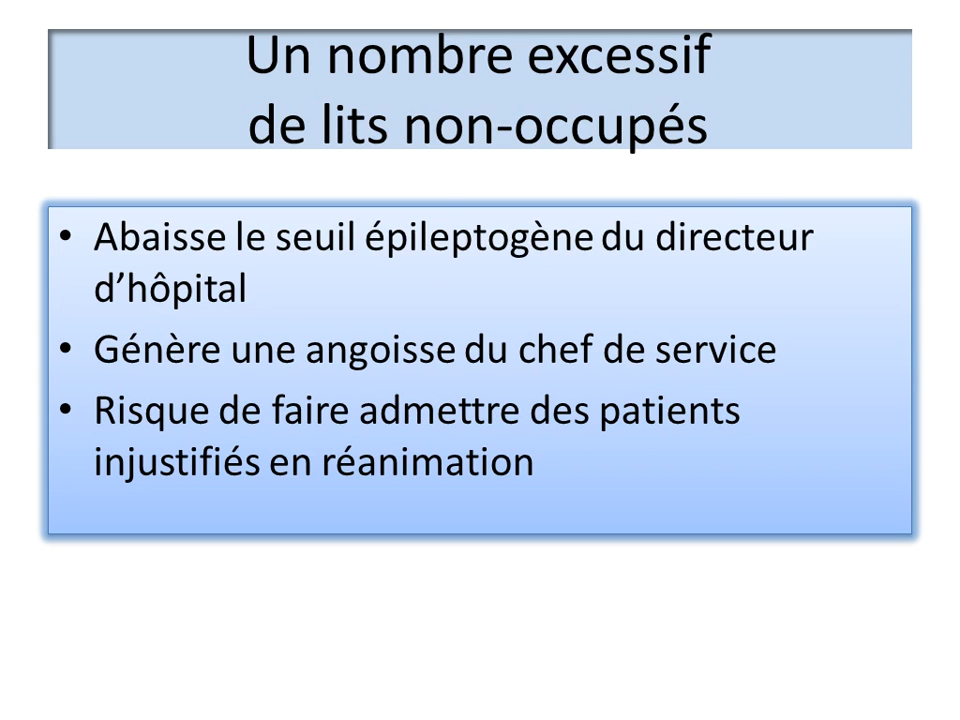 Un nombre excessif
de lits non-occupés
• Abaisse le seuil épileptogène du directeur
d’hôpital
• Génère une angoisse du chef de service
• Risque de faire admettre des patients
injustifiés en réanimation